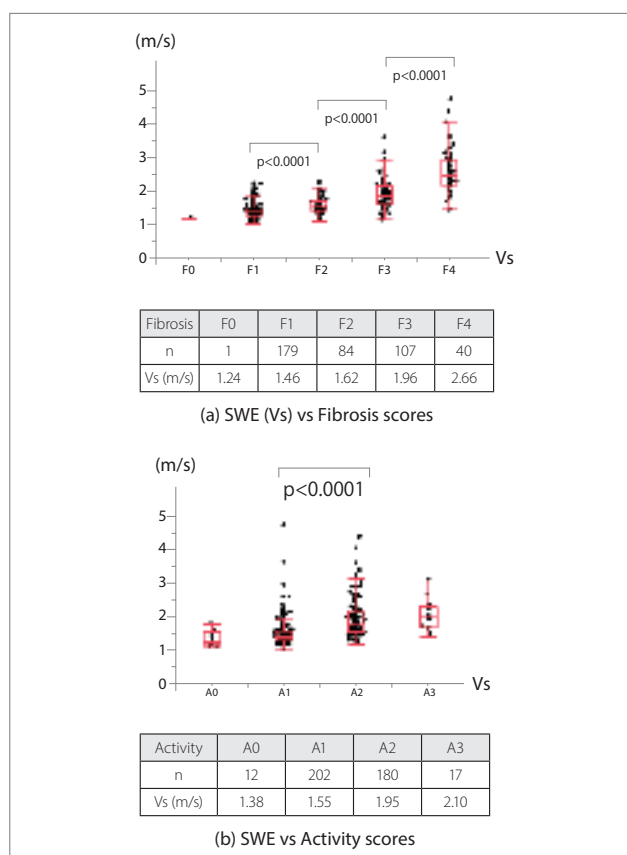 (m/s)
p<0.0001
p<0.0001
p<0.0001
5
4
3
2
1
0
F0 F1 F2 F3 F4 Vs
Fibrosis F0 F1 F2 F3 F4
n 1 179 84 107 40
Vs (m/s) 1.24 1.46 1.62 1.96 2.66
(a) SWE (Vs) vs Fibrosis scores
(m/s)
p<0.0001
5
4
3
2
1
0
A0 A1 A2 A3 Vs
Activity A0 A1 A2 A3
n 12 202 180 17
Vs (m/s) 1.38 1.55 1.95 2.10
(b) SWE vs Activity scores